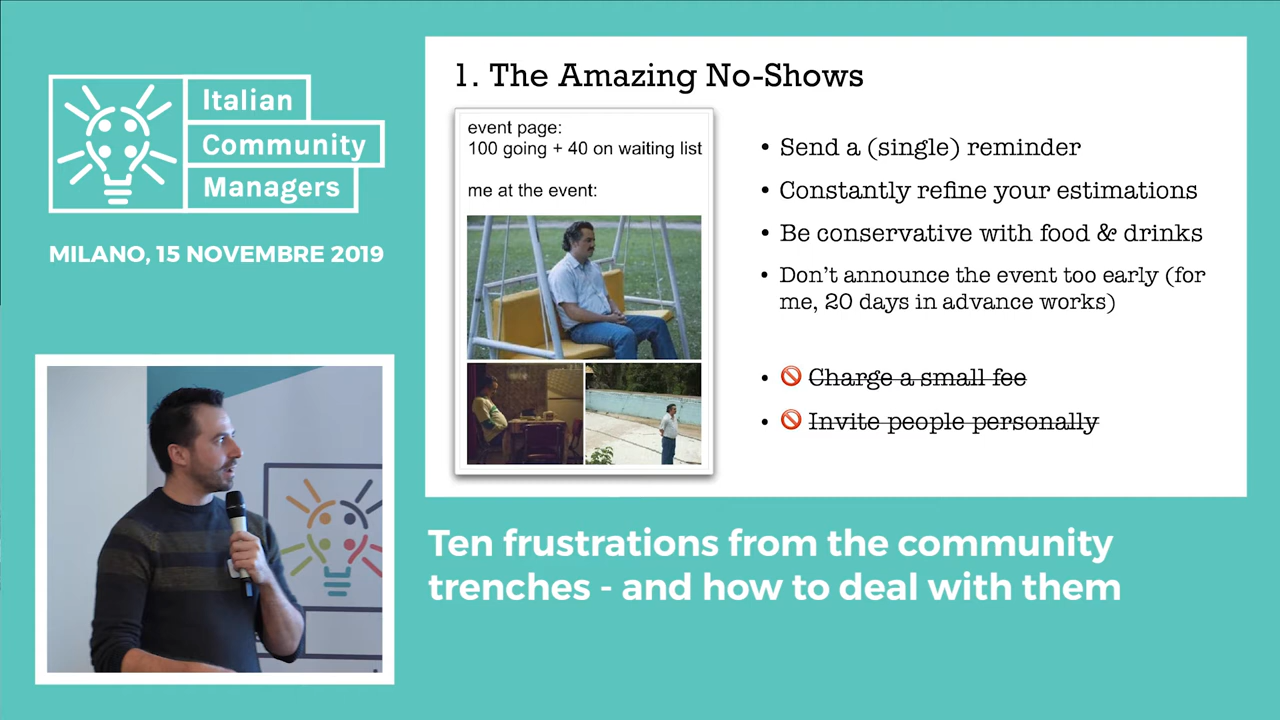 Italian
Community
Managers
MILANO, 15 NOVEMBRE 2019
1. The Amazing No-Shows
event page:
100 going + 40 on waiting list
me at the event:
• Send a (single) reminder
• Constantly refine your estimations
• Be conservative with food & drinks
• Don’t announce the event too early (for
me, 20 days in advance works)
• 🚫 Charge a small fee
• 🚫 Invite people personally
Ten frustrations from the community
trenches - and how to deal with them